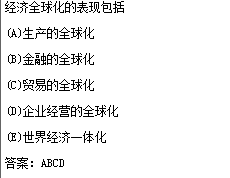 经济全球化的表现包括
(A)生产的全球化
(B)金融的全球化
(C)贸易的全球化
(D)企业经营的全球化
(E)世界经济一体化
答案：ABCD